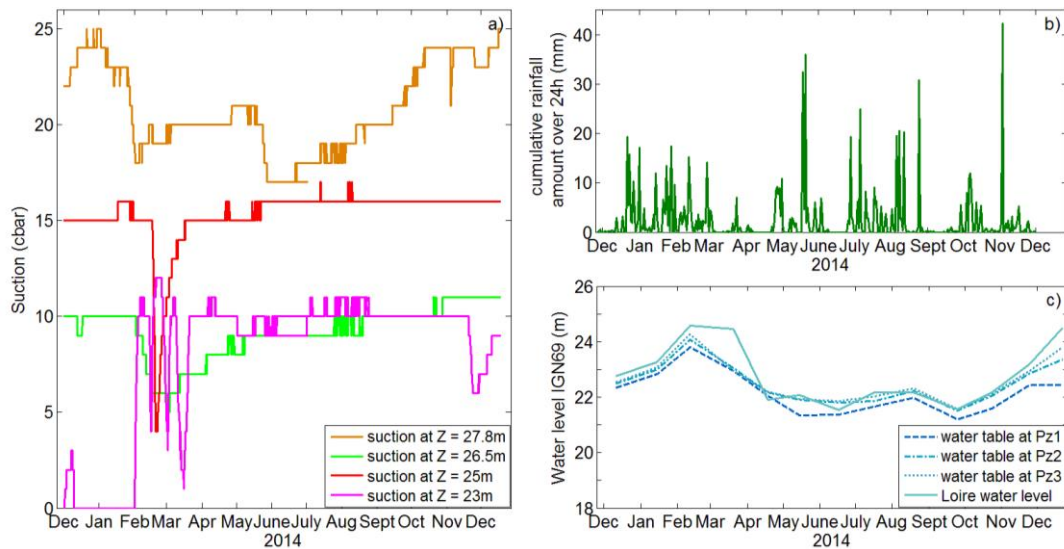 a)
25
20
15
10
5
0
Suction (cbar)
suction at Z = 27.8m
suction at Z = 26.5m
suction at Z = 25m
suction at Z = 23m
Dec Jan Feb Mar Apr May June July Aug Sept Oct Nov Dec
2014
b)
40
30
20
10
0
cumulative rainfall
amount over 24h (mm)
Dec Jan Feb Mar Apr May June July Aug Sept Oct Nov Dec
2014
c)
26
24
22
20
18
Water level IGN69 (m)
water table at Pz1
water table at Pz2
water table at Pz3
Loire water level
Dec Jan Feb Mar Apr May June July Aug Sept Oct Nov Dec
2014